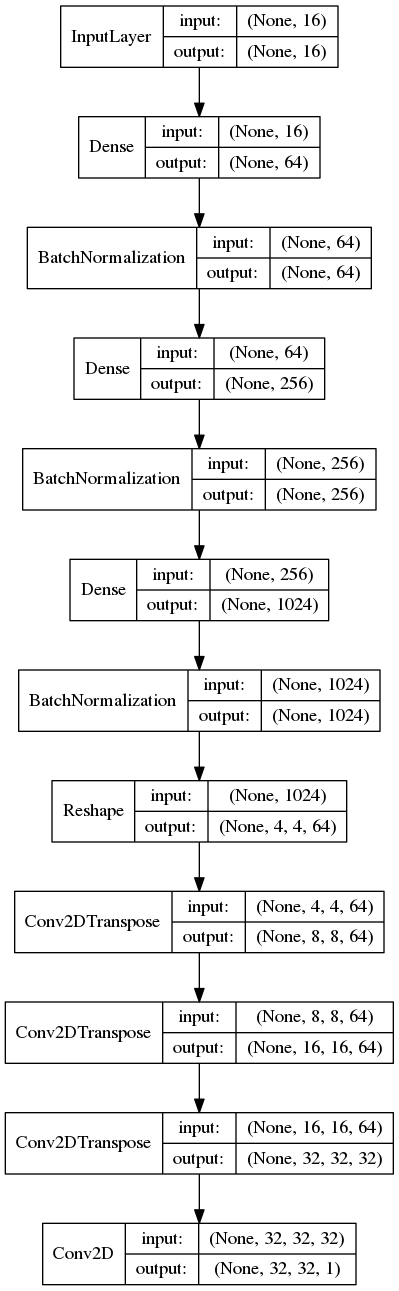 InputLayer
input: (None, 16)
output: (None, 16)
Dense
input: (None, 16)
output: (None, 64)
BatchNormalization
input: (None, 64)
output: (None, 64)
Dense
input: (None, 64)
output: (None, 256)
BatchNormalization
input: (None, 256)
output: (None, 256)
Dense
input: (None, 256)
output: (None, 1024)
BatchNormalization
input: (None, 1024)
output: (None, 1024)
Reshape
input: (None, 1024)
output: (None, 4, 4, 64)
Conv2DTranspose
input: (None, 4, 4, 64)
output: (None, 8, 8, 64)
Conv2DTranspose
input: (None, 8, 8, 64)
output: (None, 16, 16, 64)
Conv2DTranspose
input: (None, 16, 16, 64)
output: (None, 32, 32, 32)
Conv2D
input: (None, 32, 32, 32)
output: (None, 32, 32, 1)